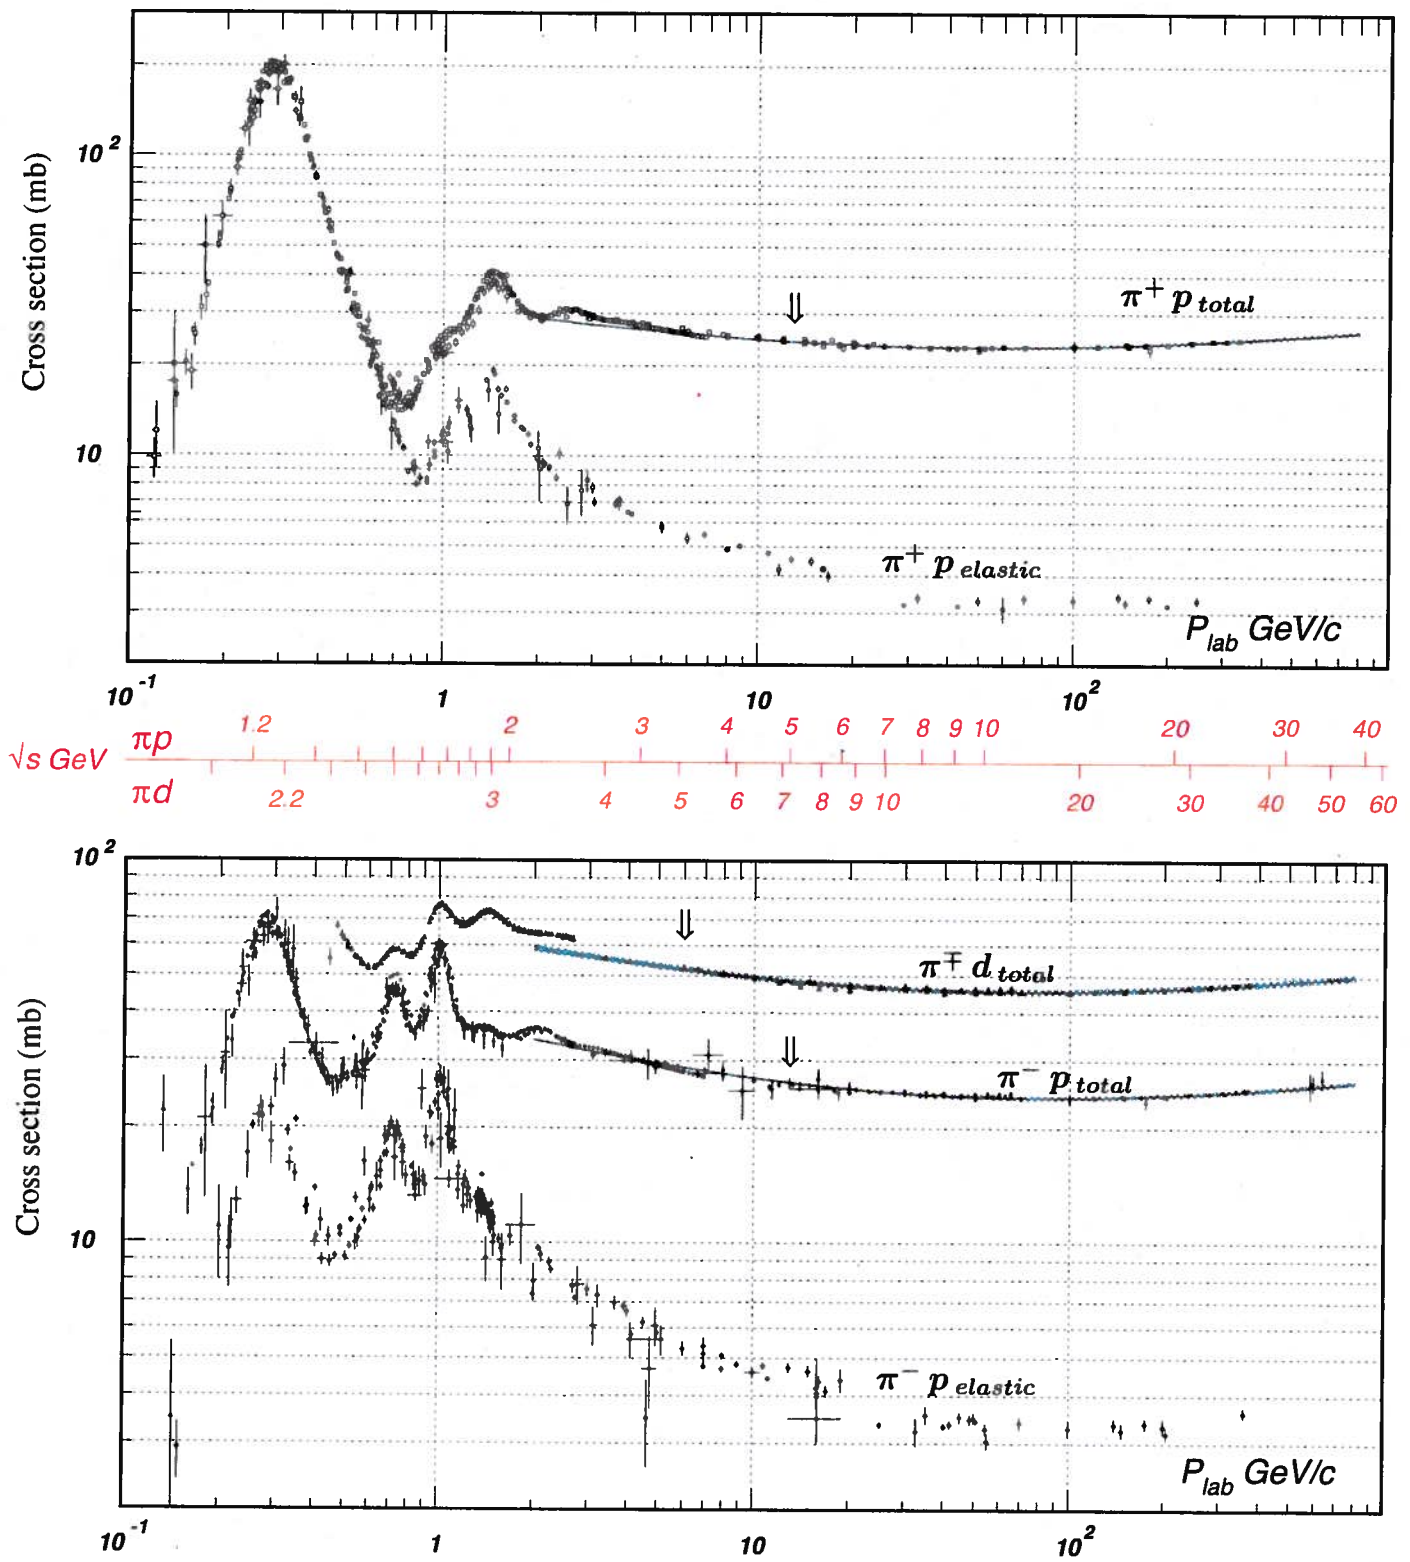 Cross section (mb)
10²
10
π⁺ p total
π⁺ p elastic
P lab GeV/c
10⁻¹ 1 10 10²
πp 1.2 2 3 4 5 6 7 8 9 10 20 30 40
√s GeV
πd 2.2 3 4 5 6 7 8 9 10 20 30 40 50 60
Cross section (mb)
10²
10
π∓ d total
π⁻ p total
π⁻ p elastic
P lab GeV/c
10⁻¹ 1 10 10²